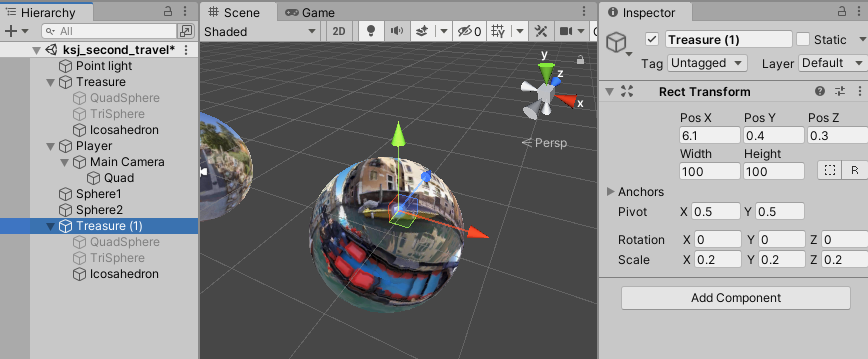 Hierarchy
All
ksj_second_travel*
Point light
Treasure
QuadSphere
TriSphere
Icosahedron
Player
Main Camera
Quad
Sphere1
Sphere2
Treasure (1)
QuadSphere
TriSphere
Icosahedron
Scene Game
Shaded 2D 0
y
z
x
Persp
Inspector
Treasure (1) Static
Tag Untagged Layer Default
Rect Transform
Pos X Pos Y Pos Z
6.1 0.4 0.3
Width Height
100 100 R
Anchors
Pivot X 0.5 Y 0.5
Rotation X 0 Y 0 Z 0
Scale X 0.2 Y 0.2 Z 0.2
Add Component